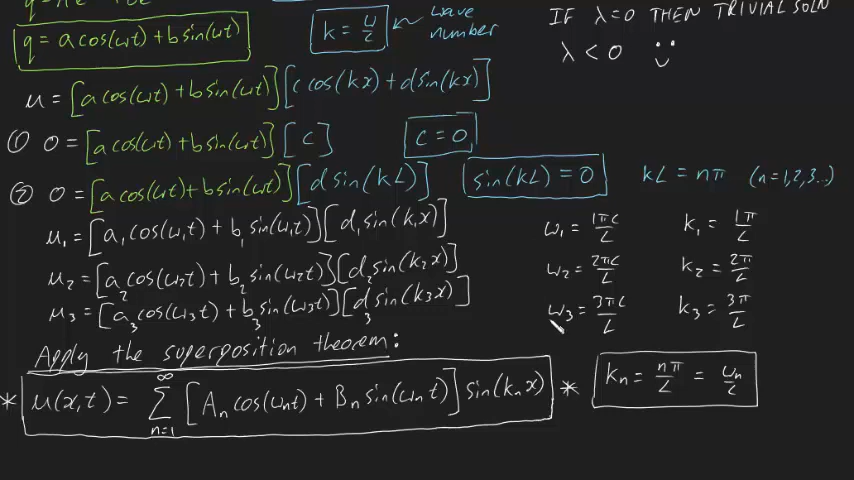 q = a cos(ωt) + b sin(ωt)
k = ω/c
wave number
IF λ=0 THEN TRIVIAL SOLN
λ < 0
u = [a cos(ωt) + b sin(ωt)][c cos(kx) + d sin(kx)]
① 0 = [a cos(ωt) + b sin(ωt)][c] c = 0
② 0 = [a cos(ωt) + b sin(ωt)][d sin(kL)] sin(kL) = 0 kL = nπ (n=1,2,3..)
u₁ = [a₁ cos(ω₁t) + b₁ sin(ω₁t)][d₁ sin(k₁x)] ω₁ = 1πc/L k₁ = 1π/L
u₂ = [a₂ cos(ω₂t) + b₂ sin(ω₂t)][d₂ sin(k₂x)] ω₂ = 2πc/L k₂ = 2π/L
u₃ = [a₃ cos(ω₃t) + b₃ sin(ω₃t)][d₃ sin(k₃x)] ω₃ = 3πc/L k₃ = 3π/L
Apply the superposition theorem:
* u(x,t) = ∑_{n=1}^{∞} [Aₙ cos(ωₙt) + Bₙ sin(ωₙt)] sin(kₙx) * kₙ = nπ/L = ωₙ/c